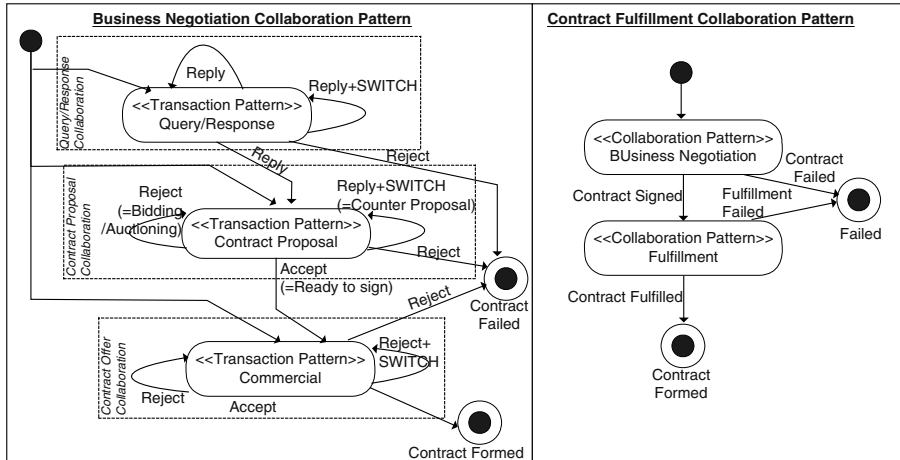 Business Negotiation Collaboration Pattern
Query/Response
Collaboration
Reply
Reply+SWITCH
<<Transaction Pattern>>
Query/Response
Reply
Reject
Contract Proposal
Collaboration
Reject
(=Bidding
/Auctioning)
Reply+SWITCH
(=Counter Proposal)
<<Transaction Pattern>>
Contract Proposal
Reject
Accept
(=Ready to sign)
Reject
Contract
Failed
Contract Offer
Collaboration
<<Transaction Pattern>>
Commercial
Reject+
SWITCH
Reject
Accept
Contract Formed
Contract Fulfillment Collaboration Pattern
<<Collaboration Pattern>>
BUsiness Negotiation
Contract
Failed
Contract Signed
Fulfillment
Failed
Failed
<<Collaboration Pattern>>
Fulfillment
Contract Fulfilled
Contract
Formed